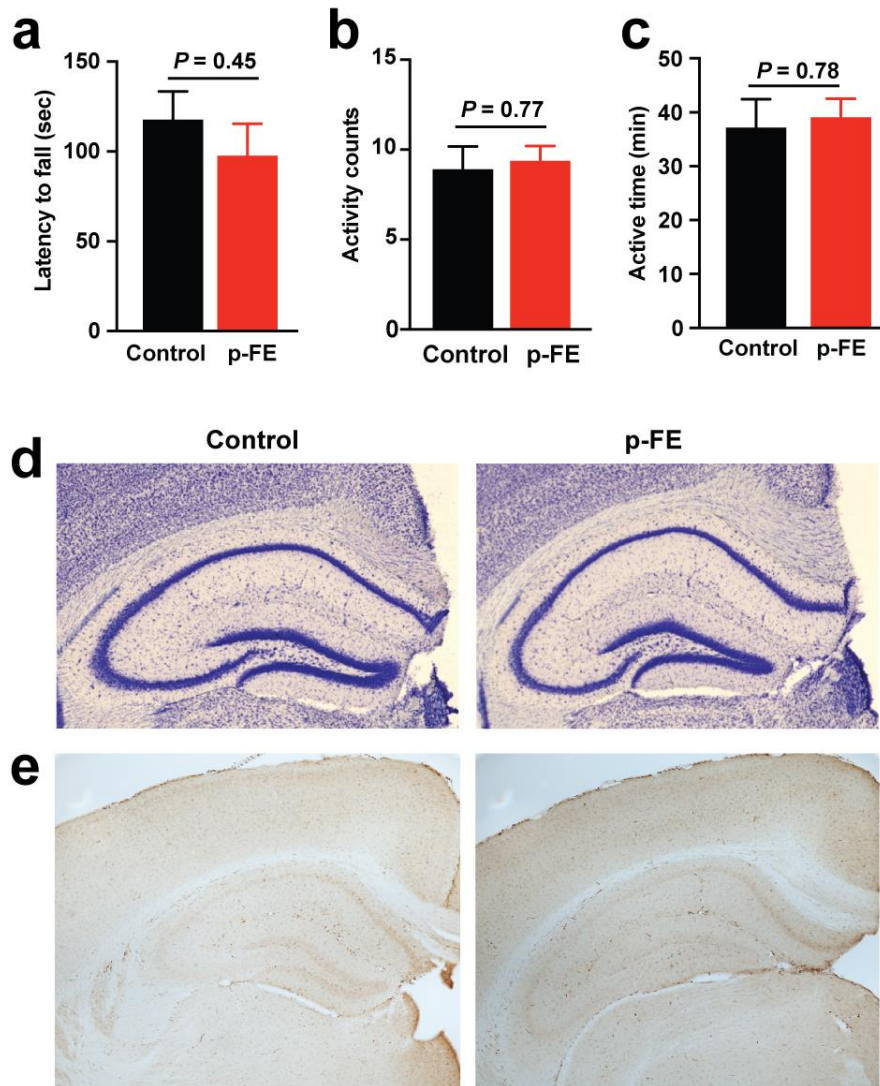 a
Latency to fall (sec)
150
100
50
0
P = 0.45
Control p-FE
b
Activity counts
15
10
5
0
P = 0.77
Control p-FE
c
Active time (min)
50
40
30
20
10
0
P = 0.78
Control p-FE
d
Control
p-FE
e